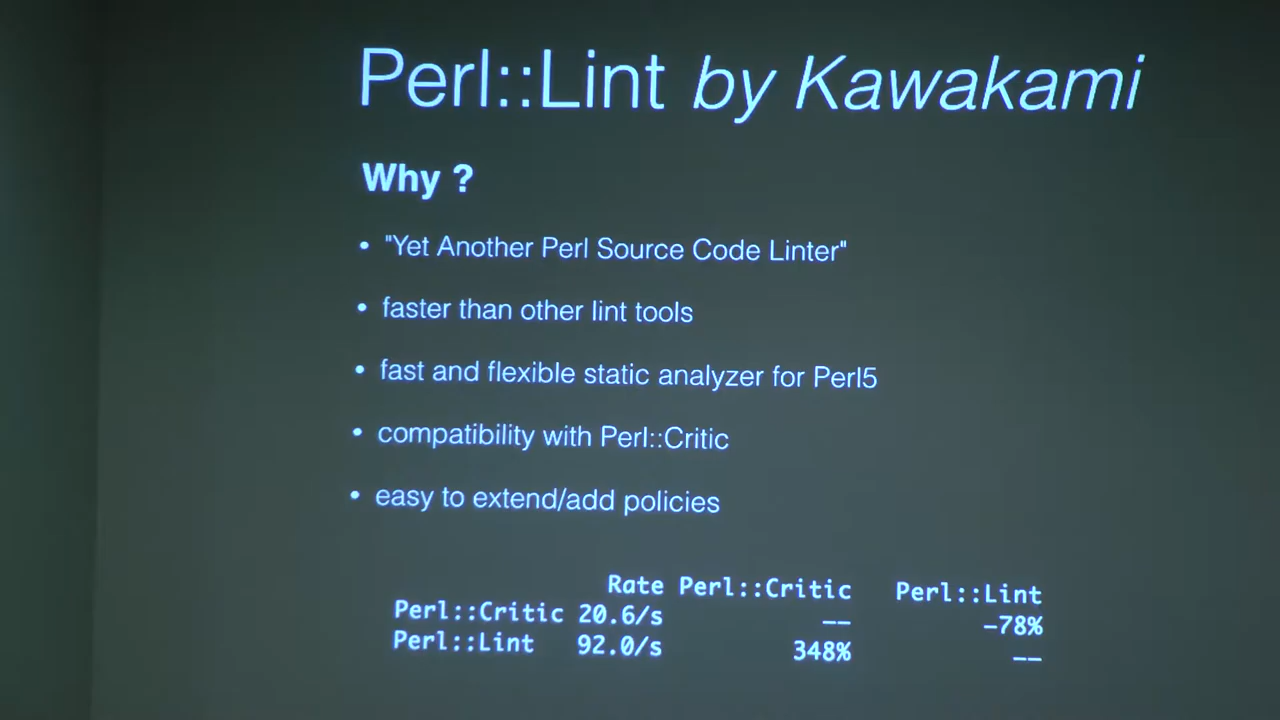 Perl::Lint by Kawakami
Why ?
• "Yet Another Perl Source Code Linter"
• faster than other lint tools
• fast and flexible static analyzer for Perl5
• compatibility with Perl::Critic
• easy to extend/add policies
Rate Perl::Critic Perl::Lint
Perl::Critic 20.6/s -- -78%
Perl::Lint 92.0/s 348% --